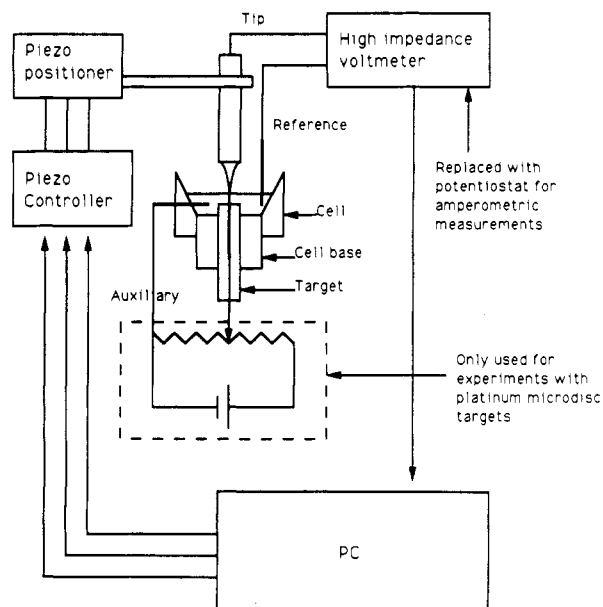 Tip
Piezo
positioner
High impedance
voltmeter
Reference
Piezo
Controller
Replaced with
potentiostat for
amperometric
measurements
Cell
Cell base
Target
Auxiliary
Only used for
experiments with
platinum microdisc
targets
PC